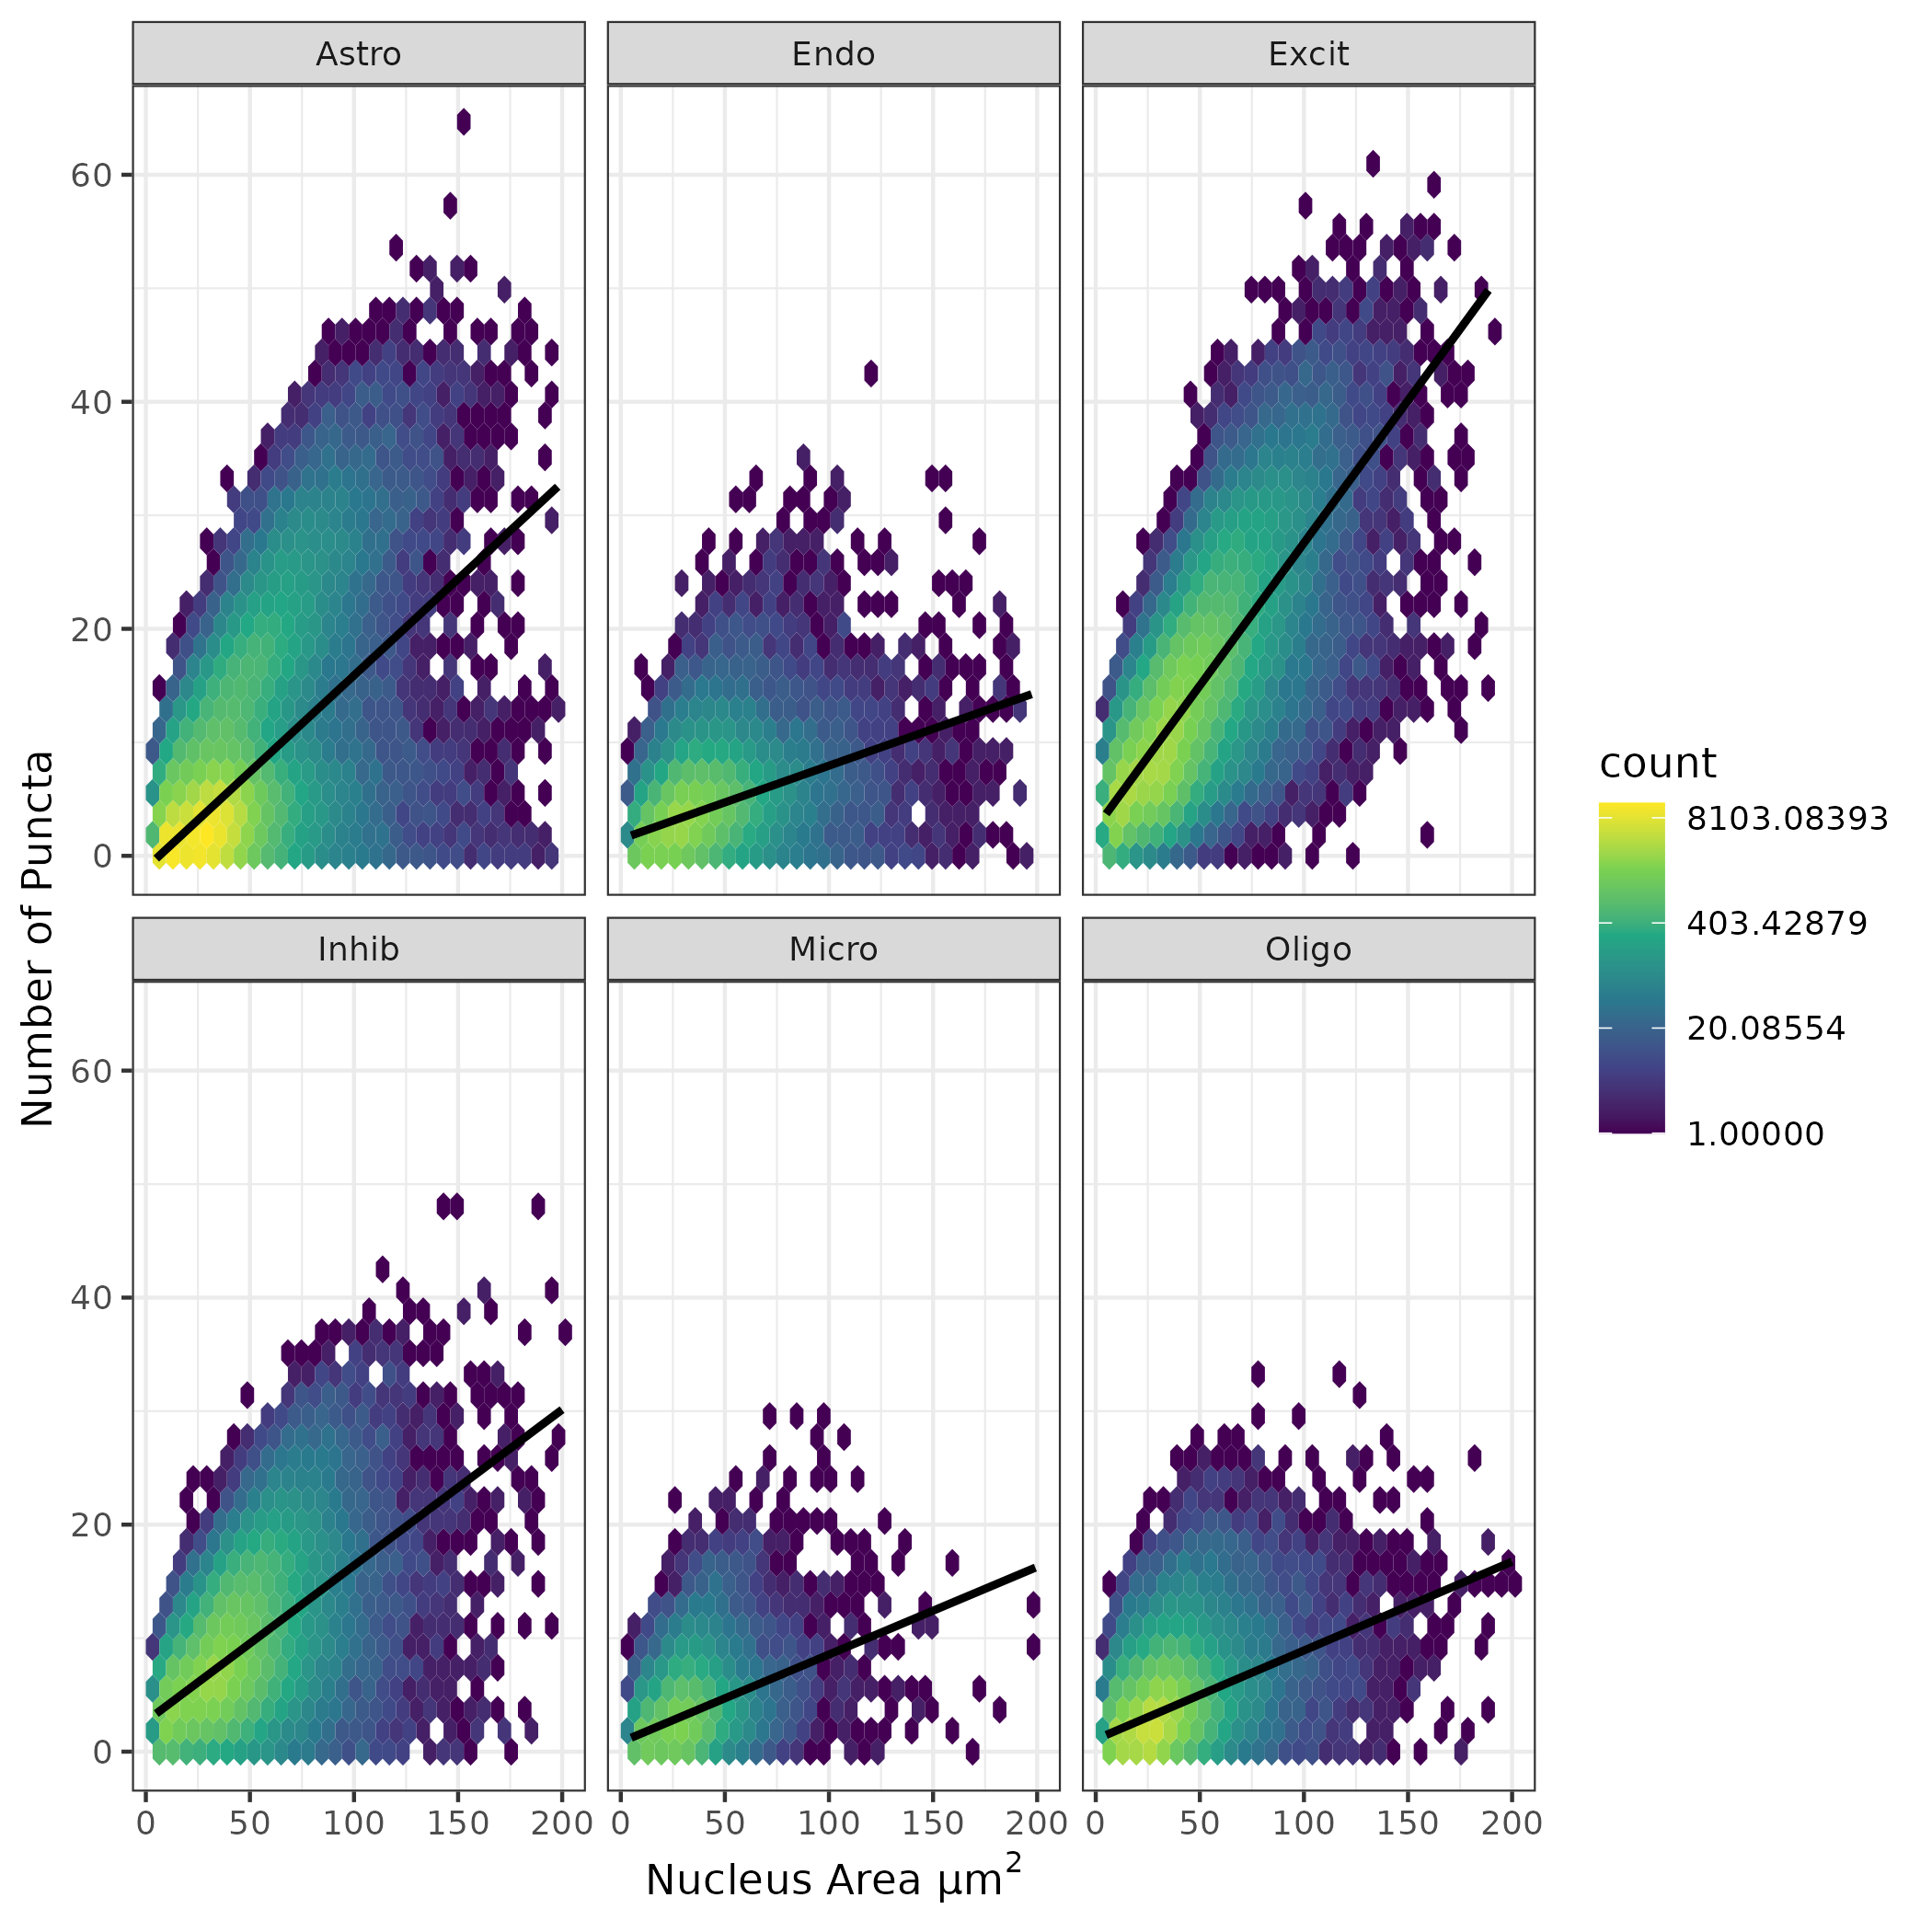 Astro
Endo
Excit
60
40
20
0
Inhib
Micro
Oligo
60
40
20
0
0 50 100 150 200
0 50 100 150 200
0 50 100 150 200
Nucleus Area μm²
Number of Puncta
count
8103.08393
403.42879
20.08554
1.00000